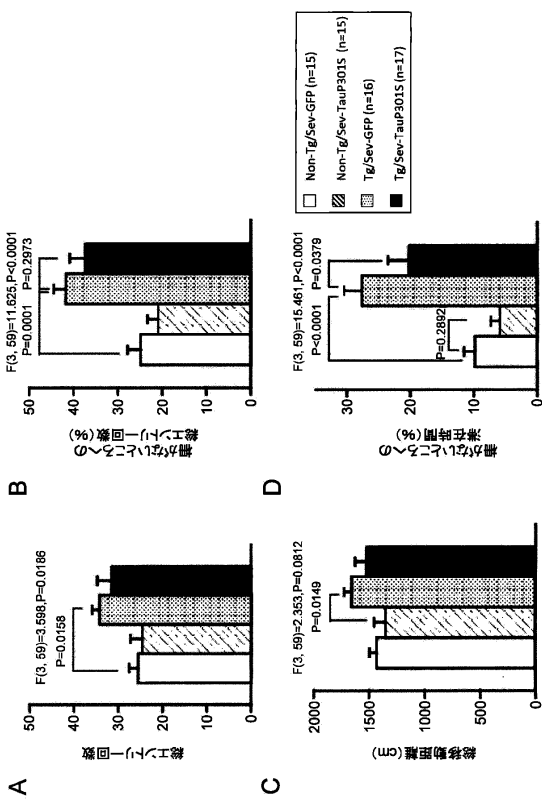 A
F(3, 59)=3.598,P=0.0186
P=0.0158
総エントリー回数
50
40
30
20
10
0
B
F(3, 59)=11.625,P<0.0001
P=0.0001
P=0.2973
柵がないところへの
総エントリー回数(%)
50
40
30
20
10
0
C
F(3, 59)=2.353,P=0.0812
P=0.0149
総移動距離(cm)
2000
1500
1000
500
0
D
F(3, 59)=15.461,P<0.0001
P<0.0001
P=0.0379
P=0.2892
柵がないところへの
滞在時間(%)
30
20
10
0
Non-Tg/Sev-GFP (n=15)
Non-Tg/Sev-TauP301S (n=15)
Tg/Sev-GFP (n=16)
Tg/Sev-TauP301S (n=17)